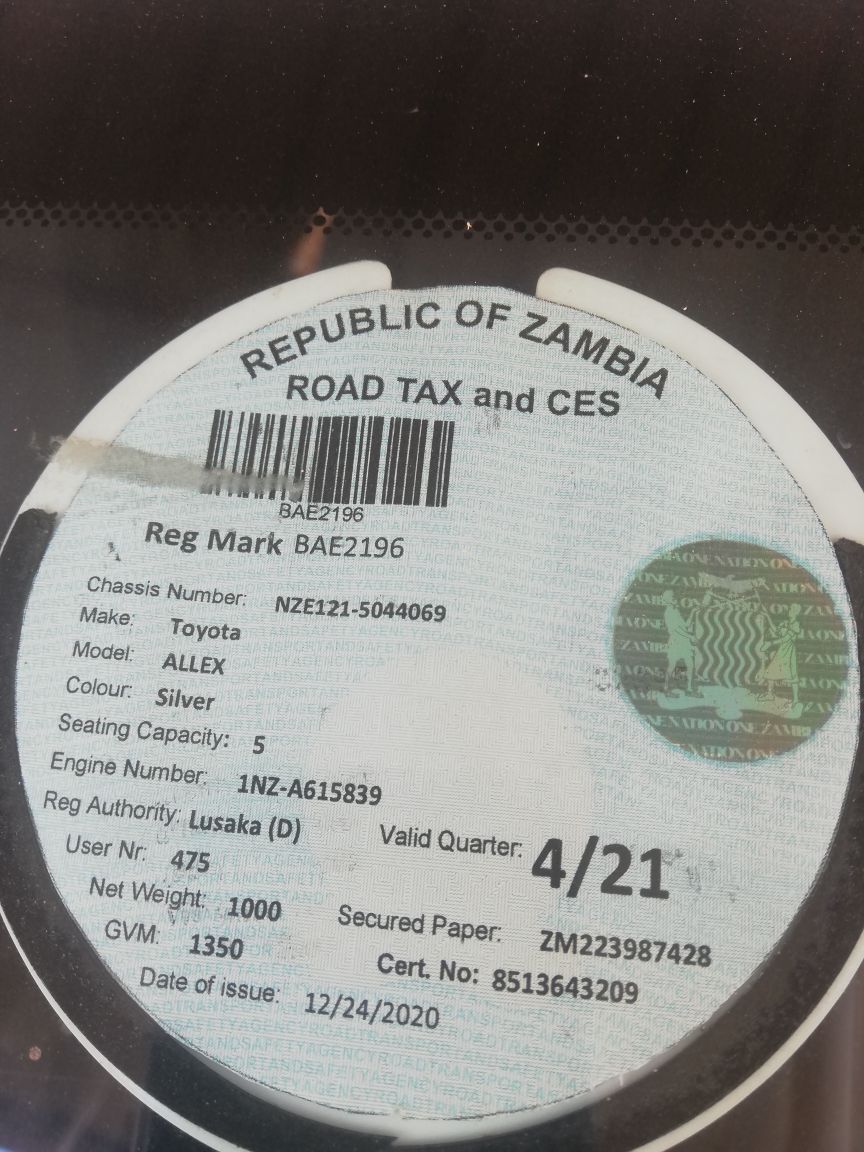 REPUBLIC OF ZAMBIA
ROAD TAX and CES
BAE2196
Reg Mark BAE2196
Chassis Number: NZE121-5044069
Make: Toyota
Model: ALLEX
Colour: Silver
Seating Capacity: 5
Engine Number: 1NZ-A615839
Reg Authority: Lusaka (D)
Valid Quarter: 4/21
User Nr: 475
Net Weight: 1000
Secured Paper: ZM223987428
GVM: 1350
Cert. No: 8513643209
Date of issue: 12/24/2020
ONE NATION ONE ZAMBIA